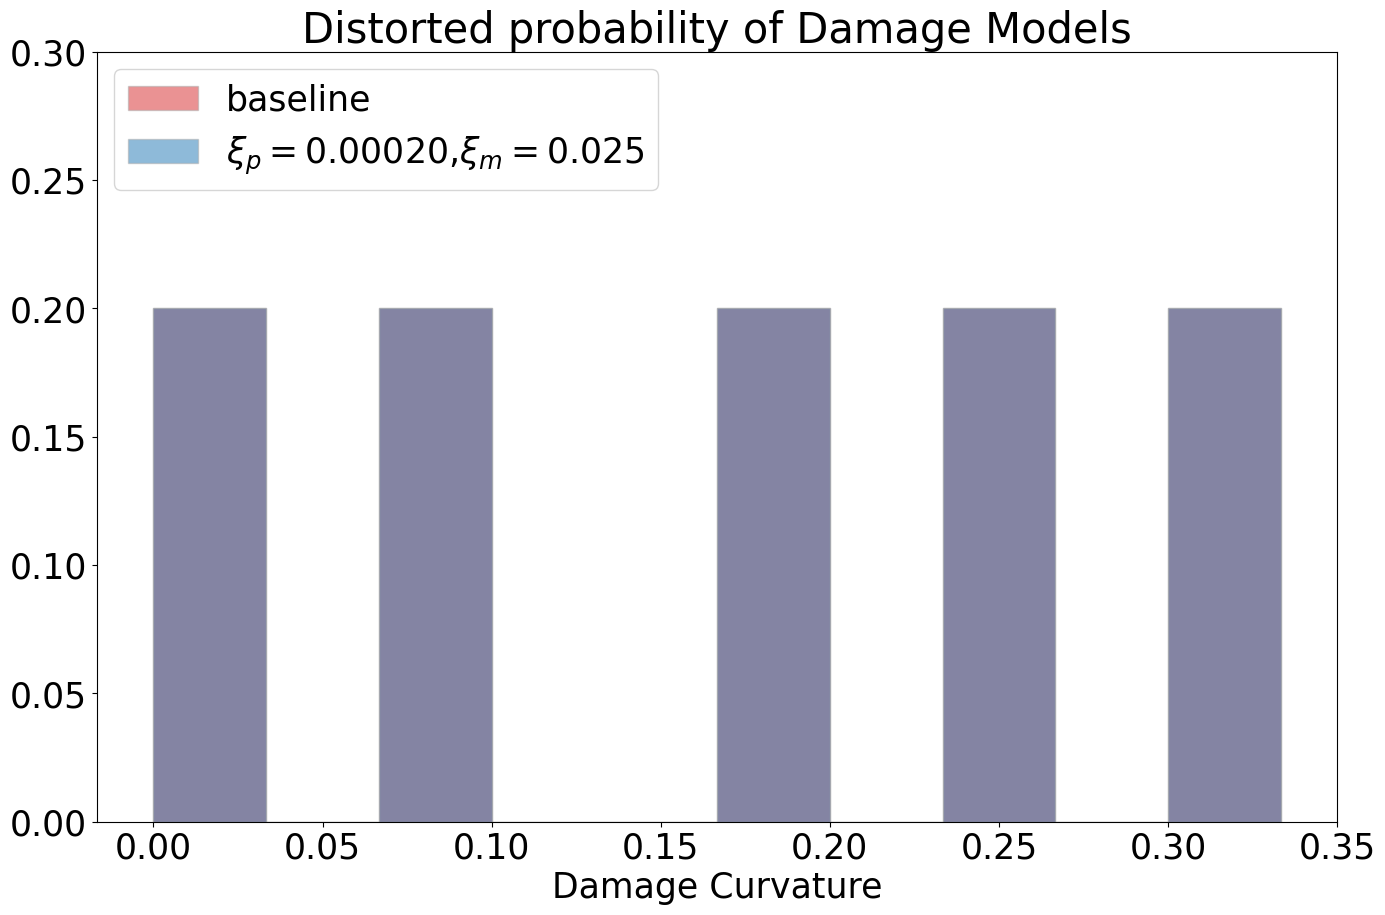 Distorted probability of Damage Models
0.30
0.25
0.20
0.15
0.10
0.05
0.00
baseline
ξp = 0.00020,ξm = 0.025
0.00 0.05 0.10 0.15 0.20 0.25 0.30 0.35
Damage Curvature